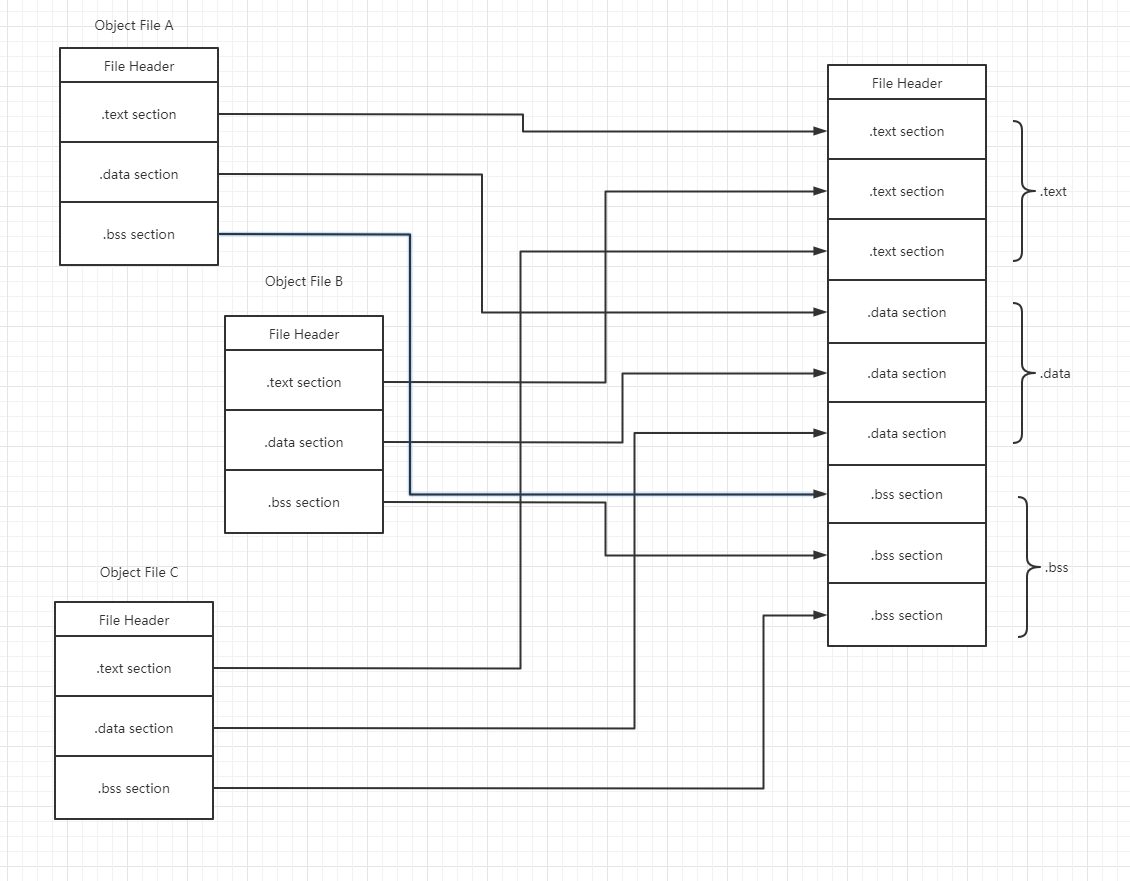 Object File A
File Header
.text section
.data section
.bss section
Object File B
File Header
.text section
.data section
.bss section
Object File C
File Header
.text section
.data section
.bss section
File Header
.text section
.text section
.text section
.data section
.data section
.data section
.bss section
.bss section
.bss section
.text
.data
.bss